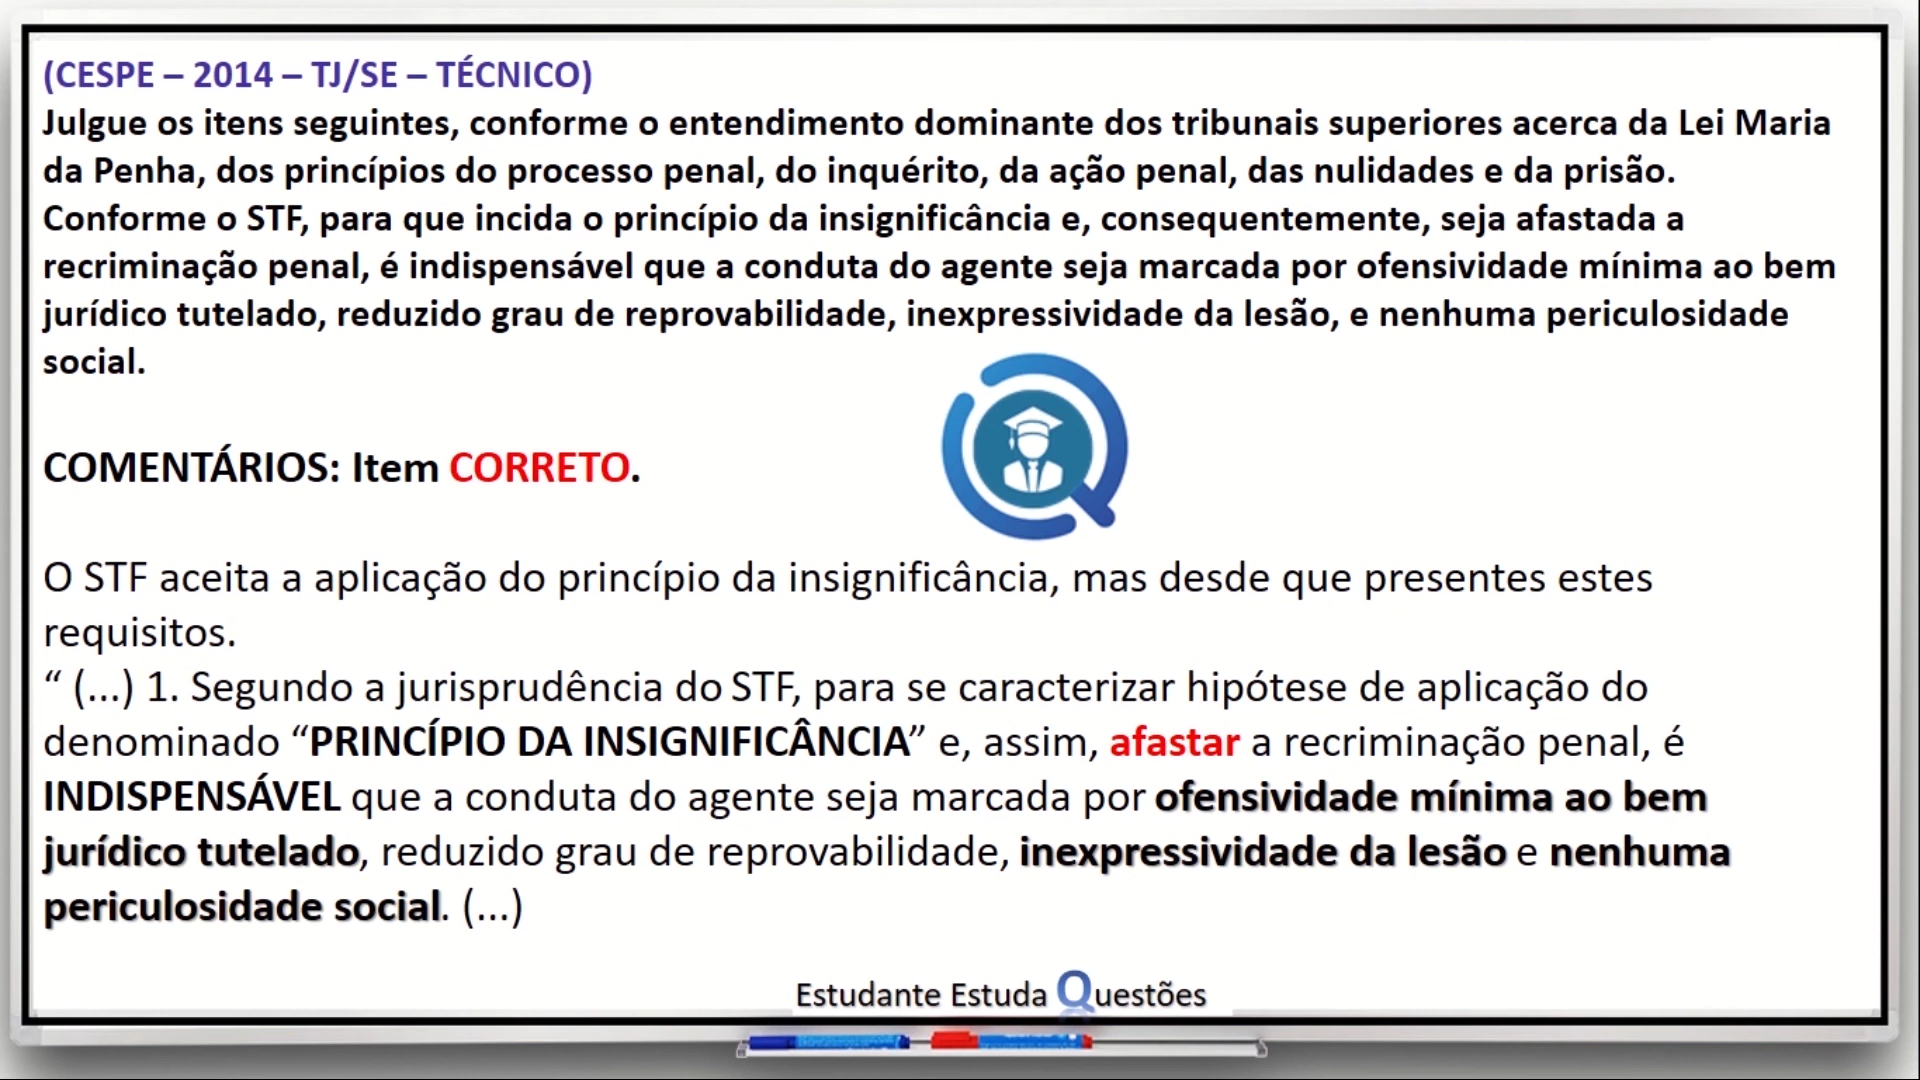 (CESPE – 2014 – TJ/SE – TÉCNICO)
Julgue os itens seguintes, conforme o entendimento dominante dos tribunais superiores acerca da Lei Maria
da Penha, dos princípios do processo penal, do inquérito, da ação penal, das nulidades e da prisão.
Conforme o STF, para que incida o princípio da insignificância e, consequentemente, seja afastada a
recriminação penal, é indispensável que a conduta do agente seja marcada por ofensividade mínima ao bem
jurídico tutelado, reduzido grau de reprovabilidade, inexpressividade da lesão, e nenhuma periculosidade
social.
COMENTÁRIOS: Item CORRETO.
O STF aceita a aplicação do princípio da insignificância, mas desde que presentes estes
requisitos.
“ (...) 1. Segundo a jurisprudência do STF, para se caracterizar hipótese de aplicação do
denominado “PRINCÍPIO DA INSIGNIFICÂNCIA” e, assim, afastar a recriminação penal, é
INDISPENSÁVEL que a conduta do agente seja marcada por ofensividade mínima ao bem
jurídico tutelado, reduzido grau de reprovabilidade, inexpressividade da lesão e nenhuma
periculosidade social. (...)
Estudante Estuda Questões